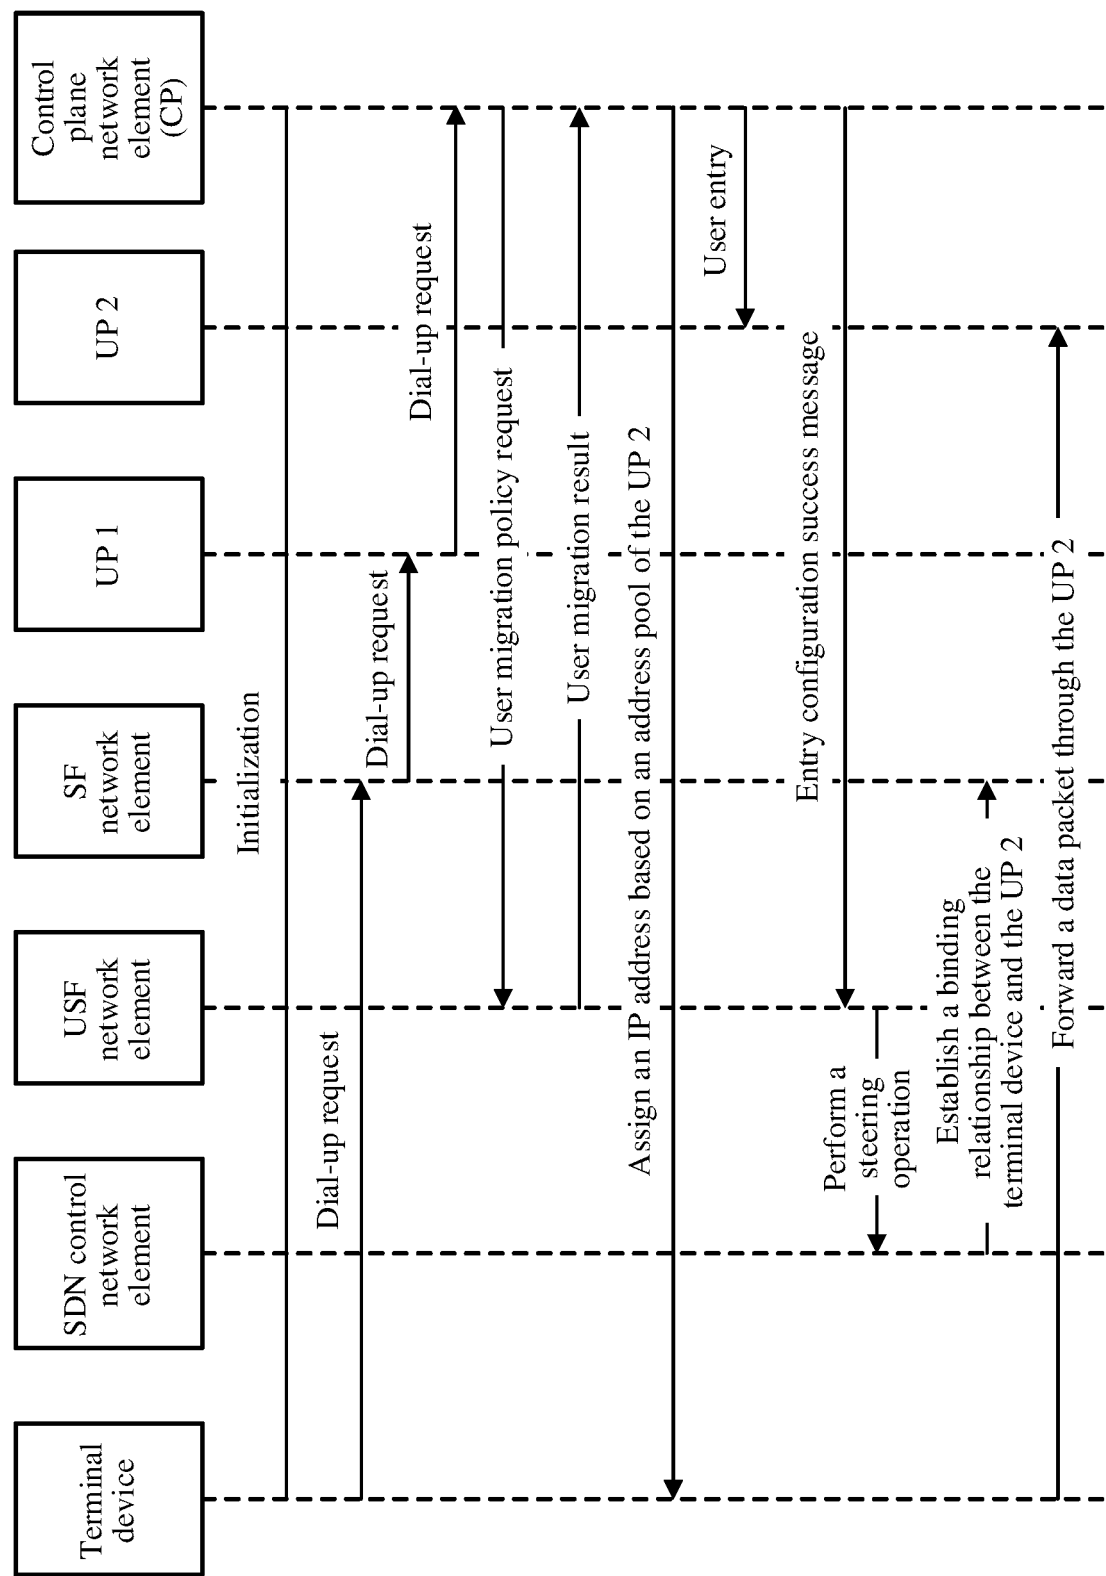 Terminal
device
SDN control
network
element
USF
network
element
SF
network
element
UP 1
UP 2
Control
plane
network
element
(CP)
Initialization
Dial-up request
Dial-up request
Dial-up request
User migration policy request
User migration result
Assign an IP address based on an address pool of the UP 2
User entry
Entry configuration success message
Perform a
steering
operation
Establish a binding
relationship between the
terminal device and the UP 2
Forward a data packet through the UP 2